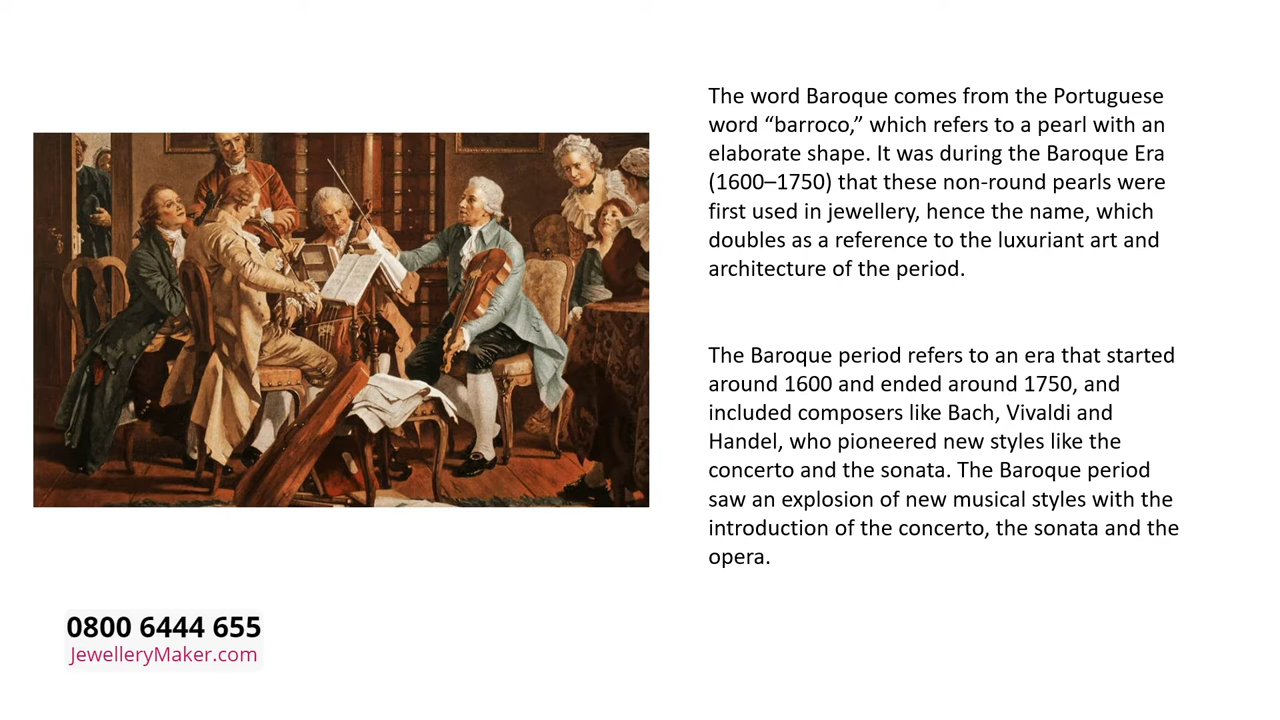 The word Baroque comes from the Portuguese
word “barroco,” which refers to a pearl with an
elaborate shape. It was during the Baroque Era
(1600–1750) that these non-round pearls were
first used in jewellery, hence the name, which
doubles as a reference to the luxuriant art and
architecture of the period.
The Baroque period refers to an era that started
around 1600 and ended around 1750, and
included composers like Bach, Vivaldi and
Handel, who pioneered new styles like the
concerto and the sonata. The Baroque period
saw an explosion of new musical styles with the
introduction of the concerto, the sonata and the
opera.
0800 6444 655
JewelleryMaker.com